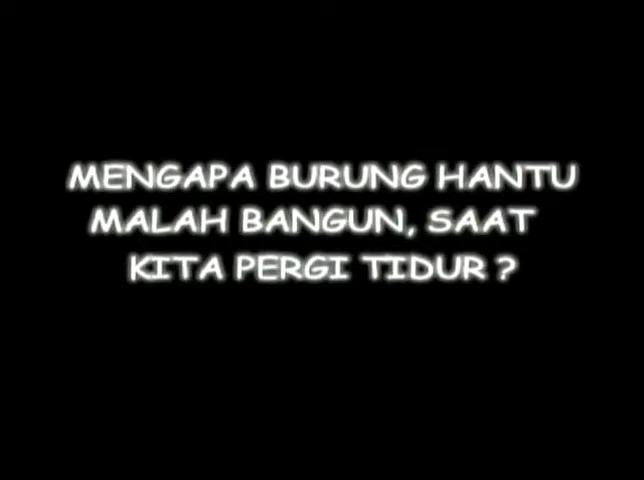 MENGAPA BURUNG HANTU
MALAH BANGUN, SAAT
KITA PERGI TIDUR ?